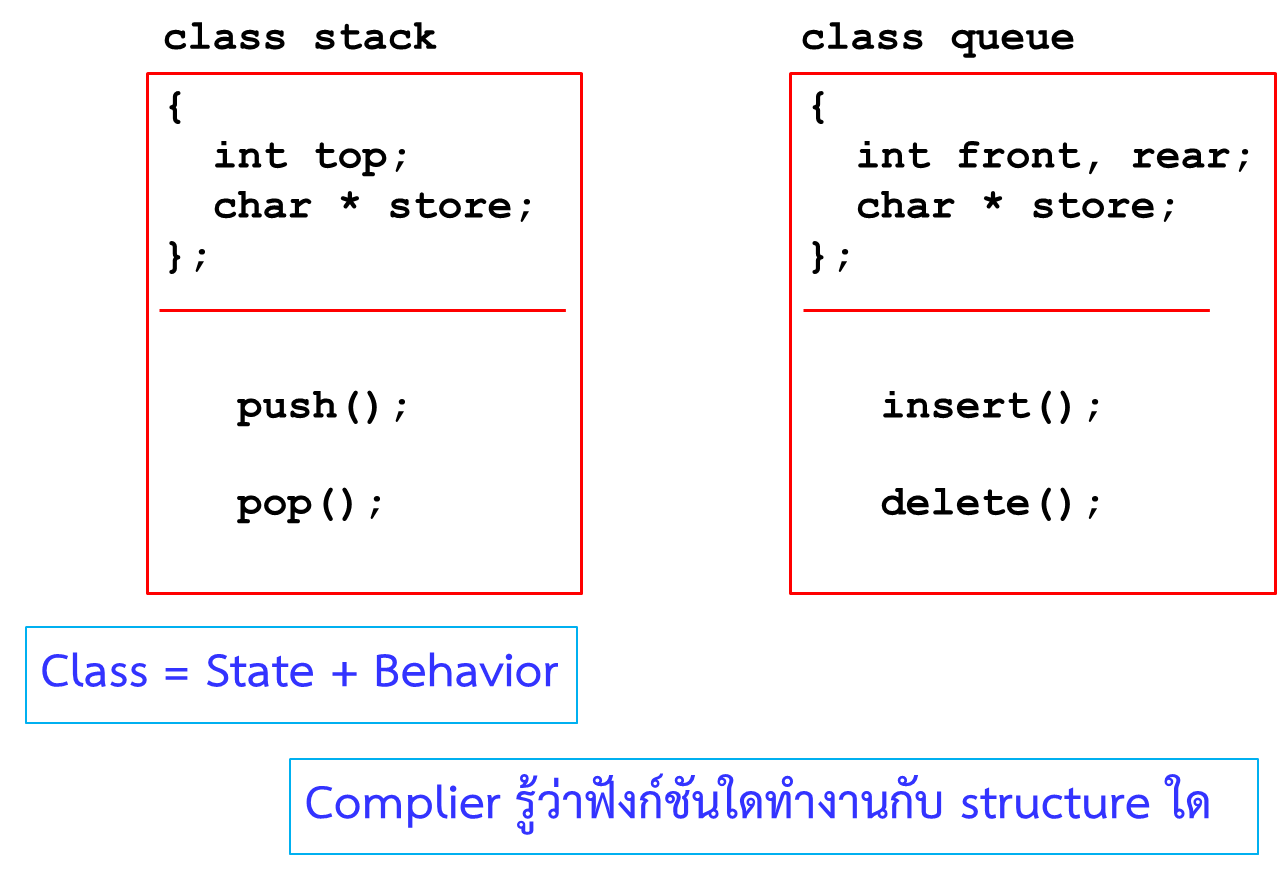 class stack
{
int top;
char * store;
};
push();
pop();
class queue
{
int front, rear;
char * store;
};
insert();
delete();
Class = State + Behavior
Complier รู้ว่าฟังก์ชันใดทำงานกับ structure ใด